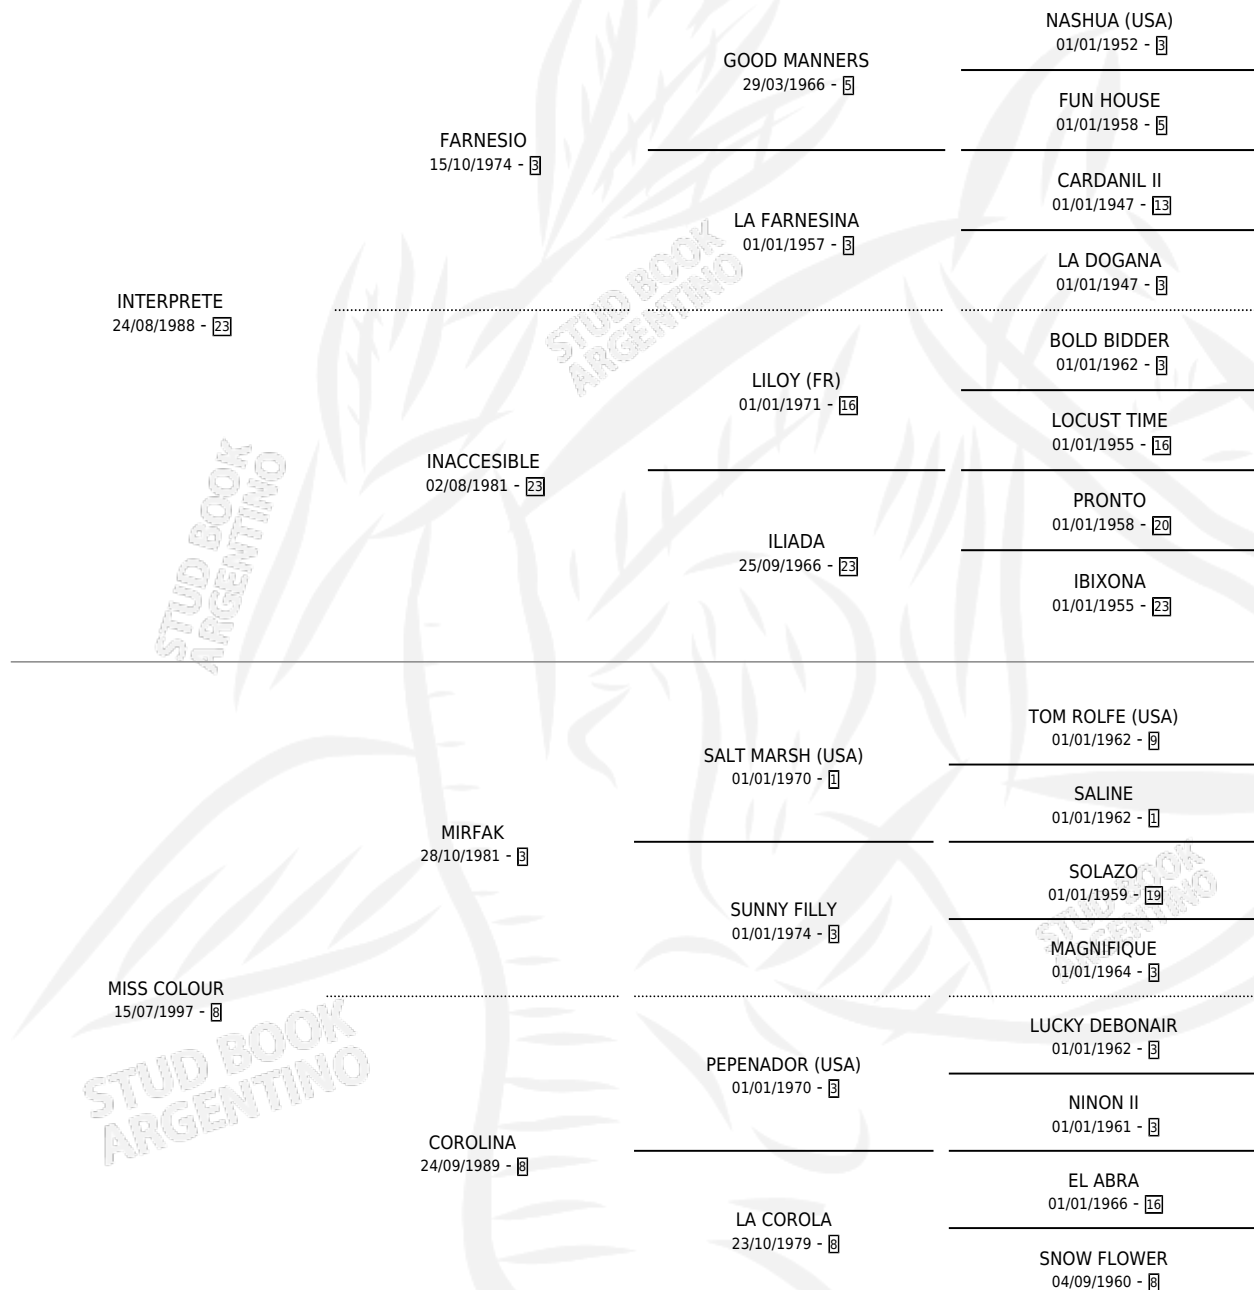 NASHUA (USA)
01/01/1952 - 3
GOOD MANNERS
29/03/1966 - 5
FUN HOUSE
01/01/1958 - 5
FARNESIO
15/10/1974 - 3
CARDANIL II
01/01/1947 - 13
LA FARNESINA
01/01/1957 - 3
LA DOGANA
01/01/1947 - 3
INTERPRETE
24/08/1988 - 23
BOLD BIDDER
01/01/1962 - 3
LILOY (FR)
01/01/1971 - 16
LOCUST TIME
01/01/1955 - 16
INACCESIBLE
02/08/1981 - 23
PRONTO
01/01/1958 - 20
ILIADA
25/09/1966 - 23
IBIXONA
01/01/1955 - 23
TOM ROLFE (USA)
01/01/1962 - 9
SALT MARSH (USA)
01/01/1970 - 1
SALINE
01/01/1962 - 1
MIRFAK
28/10/1981 - 3
SOLAZO
01/01/1959 - 19
SUNNY FILLY
01/01/1974 - 3
MAGNIFIQUE
01/01/1964 - 3
MISS COLOUR
15/07/1997 - 8
LUCKY DEBONAIR
01/01/1962 - 3
PEPENADOR (USA)
01/01/1970 - 3
NINON II
01/01/1961 - 3
COROLINA
24/09/1989 - 8
EL ABRA
01/01/1966 - 16
LA COROLA
23/10/1979 - 8
SNOW FLOWER
04/09/1960 - 8
STUD BOOK
ARGENTINO
STUD BOOK
ARGENTINO
STUD BOOK
ARGENTINO
STUD BOOK
ARGENTINO